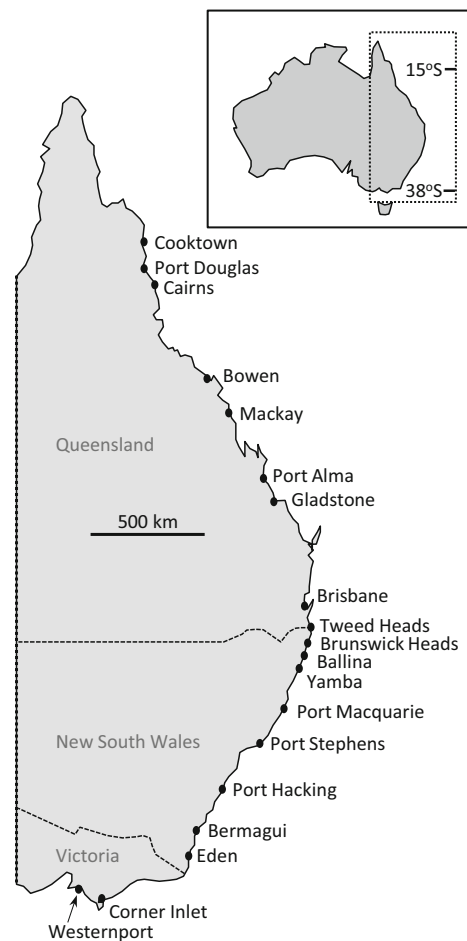 15°S
38°S
Cooktown
Port Douglas
Cairns
Bowen
Mackay
Queensland
Port Alma
Gladstone
500 km
Brisbane
Tweed Heads
Brunswick Heads
Ballina
Yamba
Port Macquarie
New South Wales
Port Stephens
Port Hacking
Bermagui
Victoria
Eden
Corner Inlet
Westernport